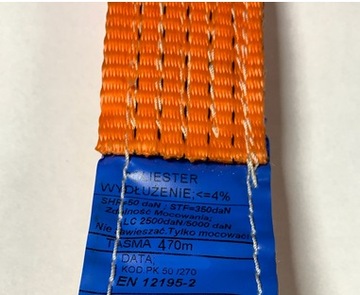 IESTER
WYDŁUŻENIE:<=4%
SHF=50 daN ; STF=350daN
Zdolność Mocowania:
LC 2500daN/5000 daN
Nie zawieszać.Tylko mocować
TAŚMA 470m
DATA,
KOD PK 50 /270
EN 12195-2